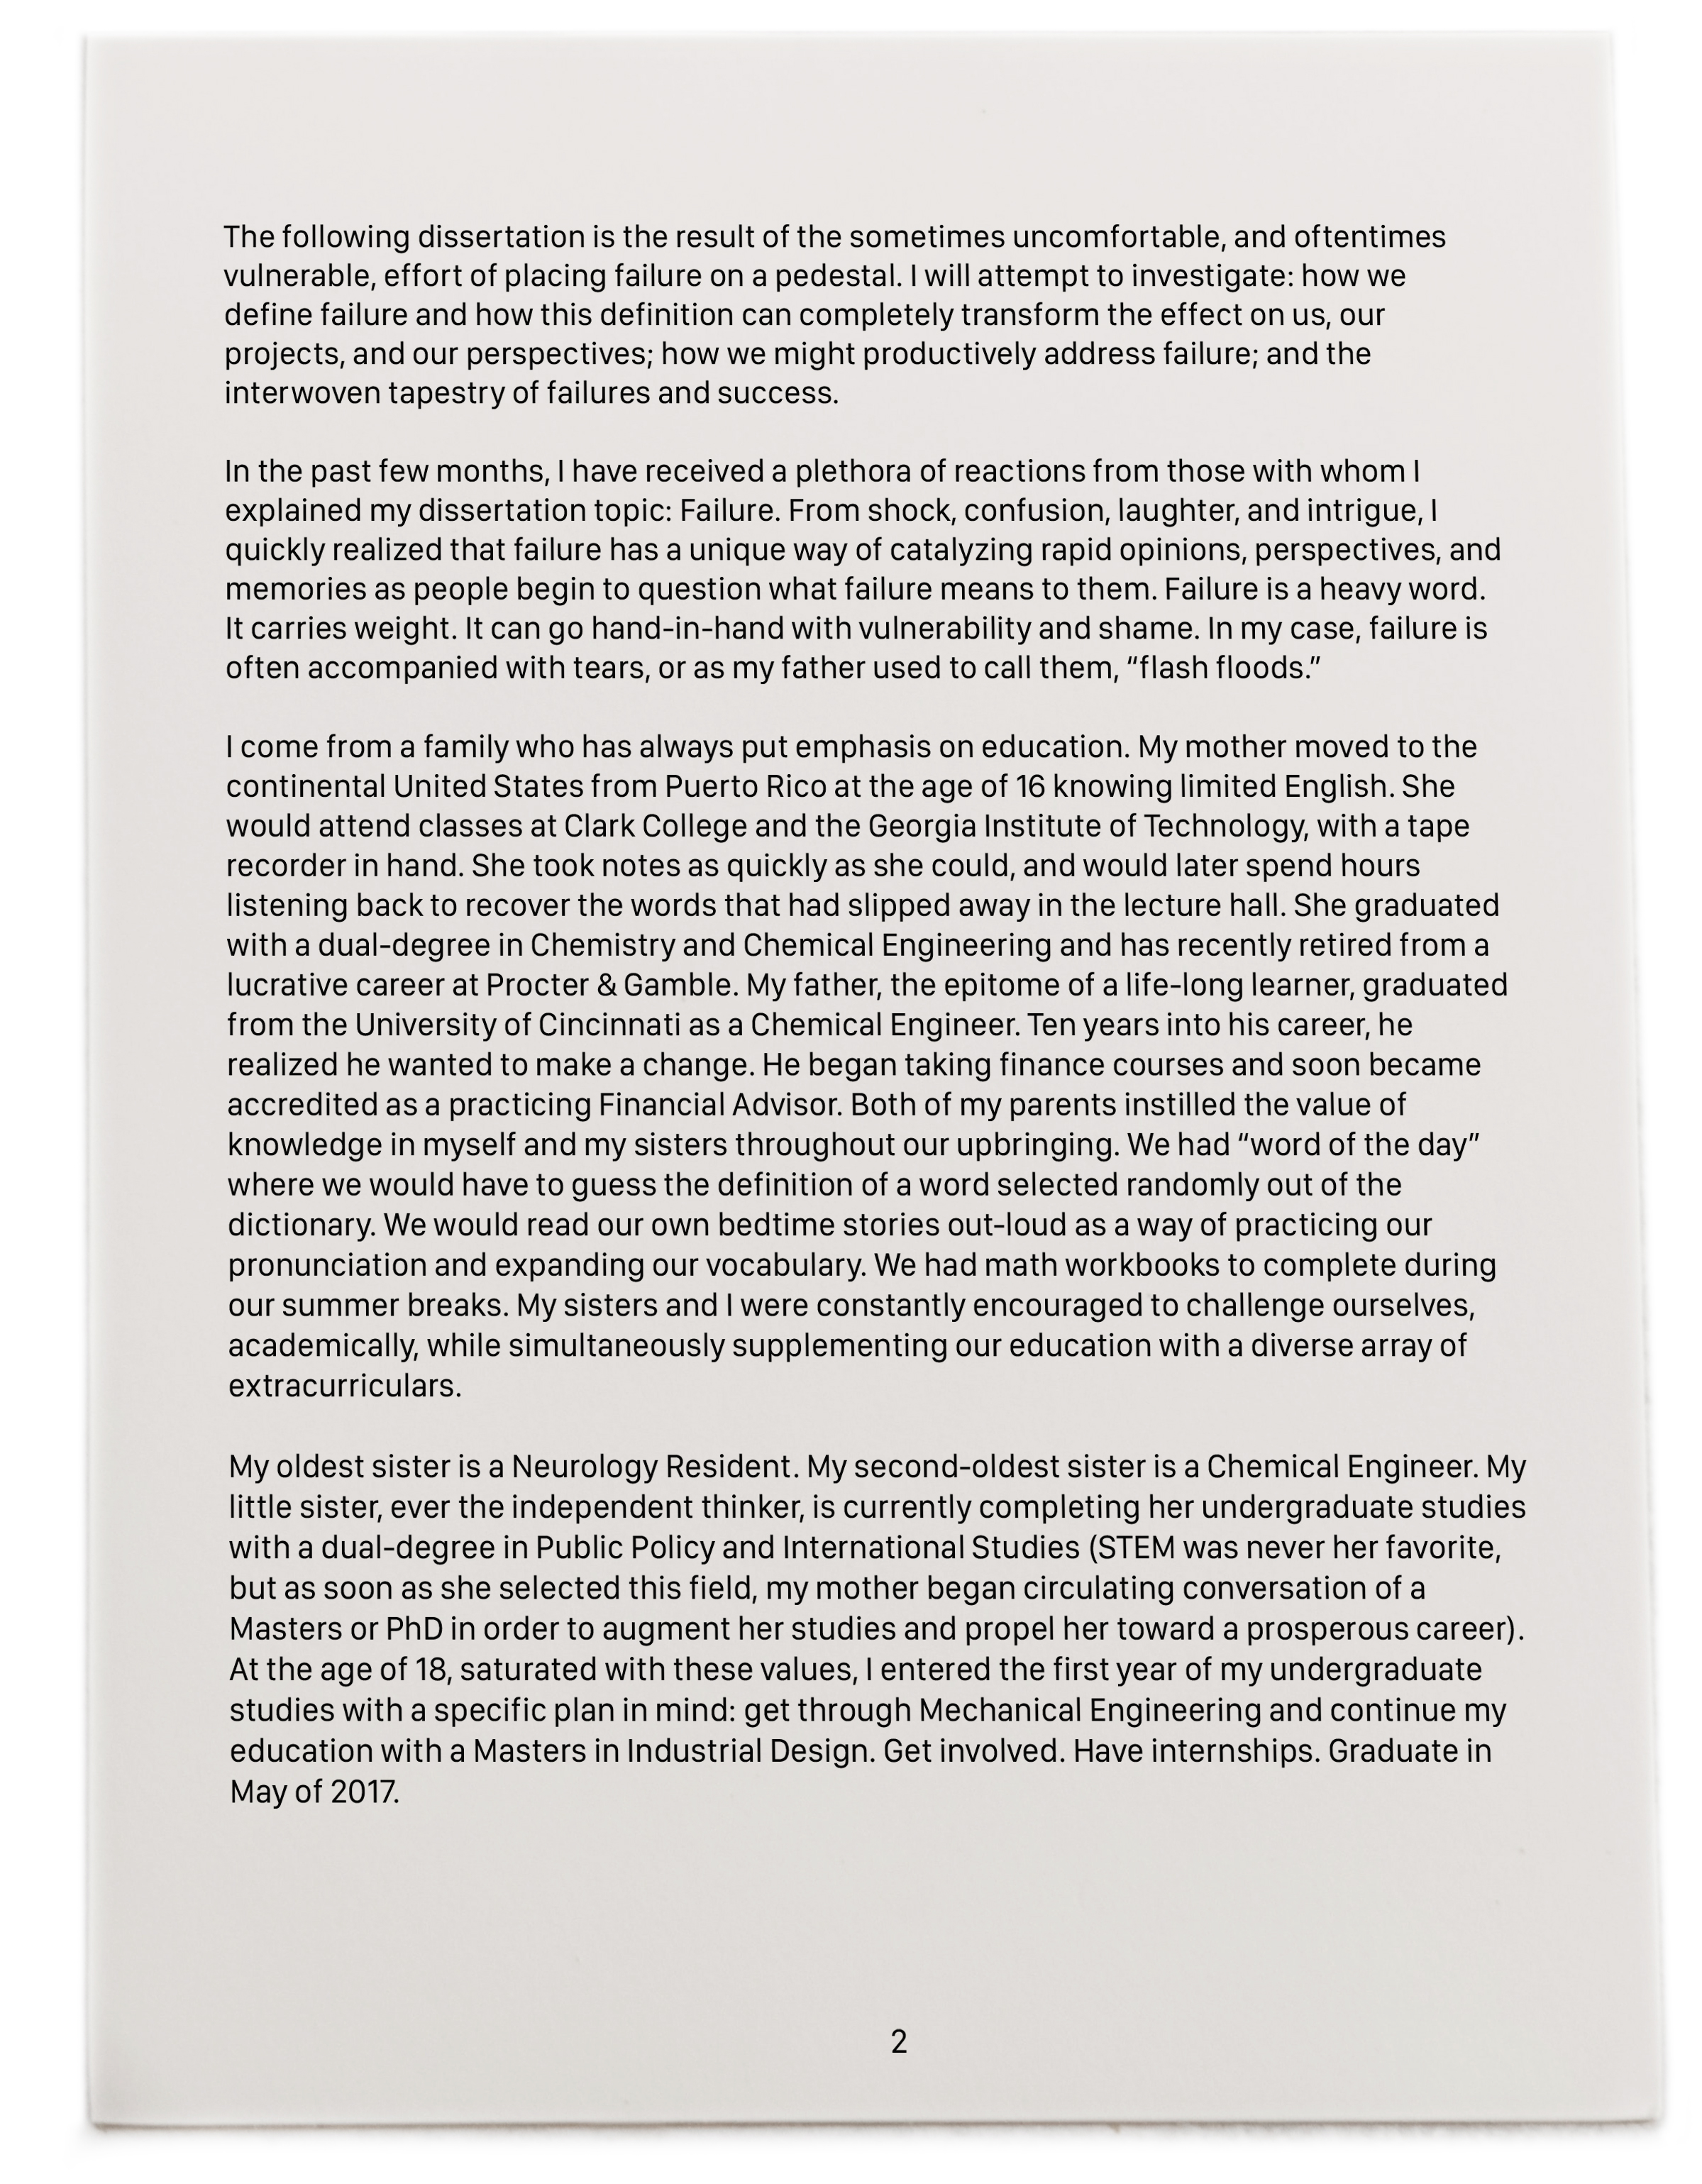 The following dissertation is the result of the sometimes uncomfortable, and oftentimes
vulnerable, effort of placing failure on a pedestal. I will attempt to investigate: how we
define failure and how this definition can completely transform the effect on us, our
projects, and our perspectives; how we might productively address failure; and the
interwoven tapestry of failures and success.
In the past few months, I have received a plethora of reactions from those with whom I
explained my dissertation topic: Failure. From shock, confusion, laughter, and intrigue, I
quickly realized that failure has a unique way of catalyzing rapid opinions, perspectives, and
memories as people begin to question what failure means to them. Failure is a heavy word.
It carries weight. It can go hand-in-hand with vulnerability and shame. In my case, failure is
often accompanied with tears, or as my father used to call them, “flash floods.”
I come from a family who has always put emphasis on education. My mother moved to the
continental United States from Puerto Rico at the age of 16 knowing limited English. She
would attend classes at Clark College and the Georgia Institute of Technology, with a tape
recorder in hand. She took notes as quickly as she could, and would later spend hours
listening back to recover the words that had slipped away in the lecture hall. She graduated
with a dual-degree in Chemistry and Chemical Engineering and has recently retired from a
lucrative career at Procter & Gamble. My father, the epitome of a life-long learner, graduated
from the University of Cincinnati as a Chemical Engineer. Ten years into his career, he
realized he wanted to make a change. He began taking finance courses and soon became
accredited as a practicing Financial Advisor. Both of my parents instilled the value of
knowledge in myself and my sisters throughout our upbringing. We had “word of the day”
where we would have to guess the definition of a word selected randomly out of the
dictionary. We would read our own bedtime stories out-loud as a way of practicing our
pronunciation and expanding our vocabulary. We had math workbooks to complete during
our summer breaks. My sisters and I were constantly encouraged to challenge ourselves,
academically, while simultaneously supplementing our education with a diverse array of
extracurriculars.
My oldest sister is a Neurology Resident. My second-oldest sister is a Chemical Engineer. My
little sister, ever the independent thinker, is currently completing her undergraduate studies
with a dual-degree in Public Policy and International Studies (STEM was never her favorite,
but as soon as she selected this field, my mother began circulating conversation of a
Masters or PhD in order to augment her studies and propel her toward a prosperous career).
At the age of 18, saturated with these values, I entered the first year of my undergraduate
studies with a specific plan in mind: get through Mechanical Engineering and continue my
education with a Masters in Industrial Design. Get involved. Have internships. Graduate in
May of 2017.
2